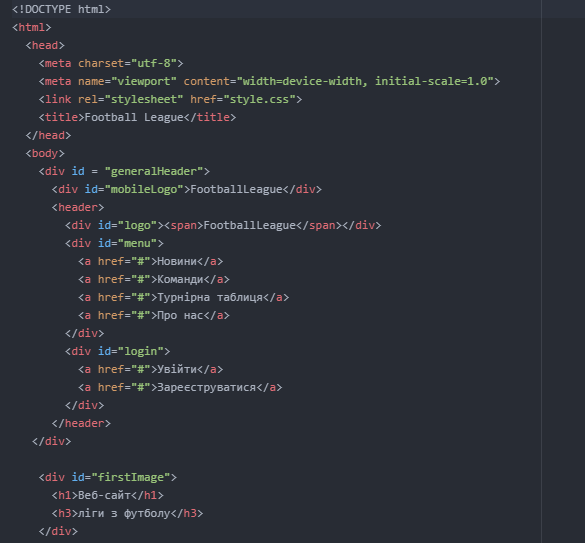 <!DOCTYPE html>
<html>
<head>
<meta charset="utf-8">
<meta name="viewport" content="width=device-width, initial-scale=1.0">
<link rel="stylesheet" href="style.css">
<title>Football League</title>
</head>
<body>
<div id = "generalHeader">
<div id="mobileLogo">FootballLeague</div>
<header>
<div id="logo"><span>FootballLeague</span></div>
<div id="menu">
<a href="#">Новини</a>
<a href="#">Команди</a>
<a href="#">Турнірна таблиця</a>
<a href="#">Про нас</a>
</div>
<div id="login">
<a href="#">Увійти</a>
<a href="#">Зареєструватися</a>
</div>
</header>
</div>
<div id="firstImage">
<h1>Веб-сайт</h1>
<h3>ліги з футболу</h3>
</div>